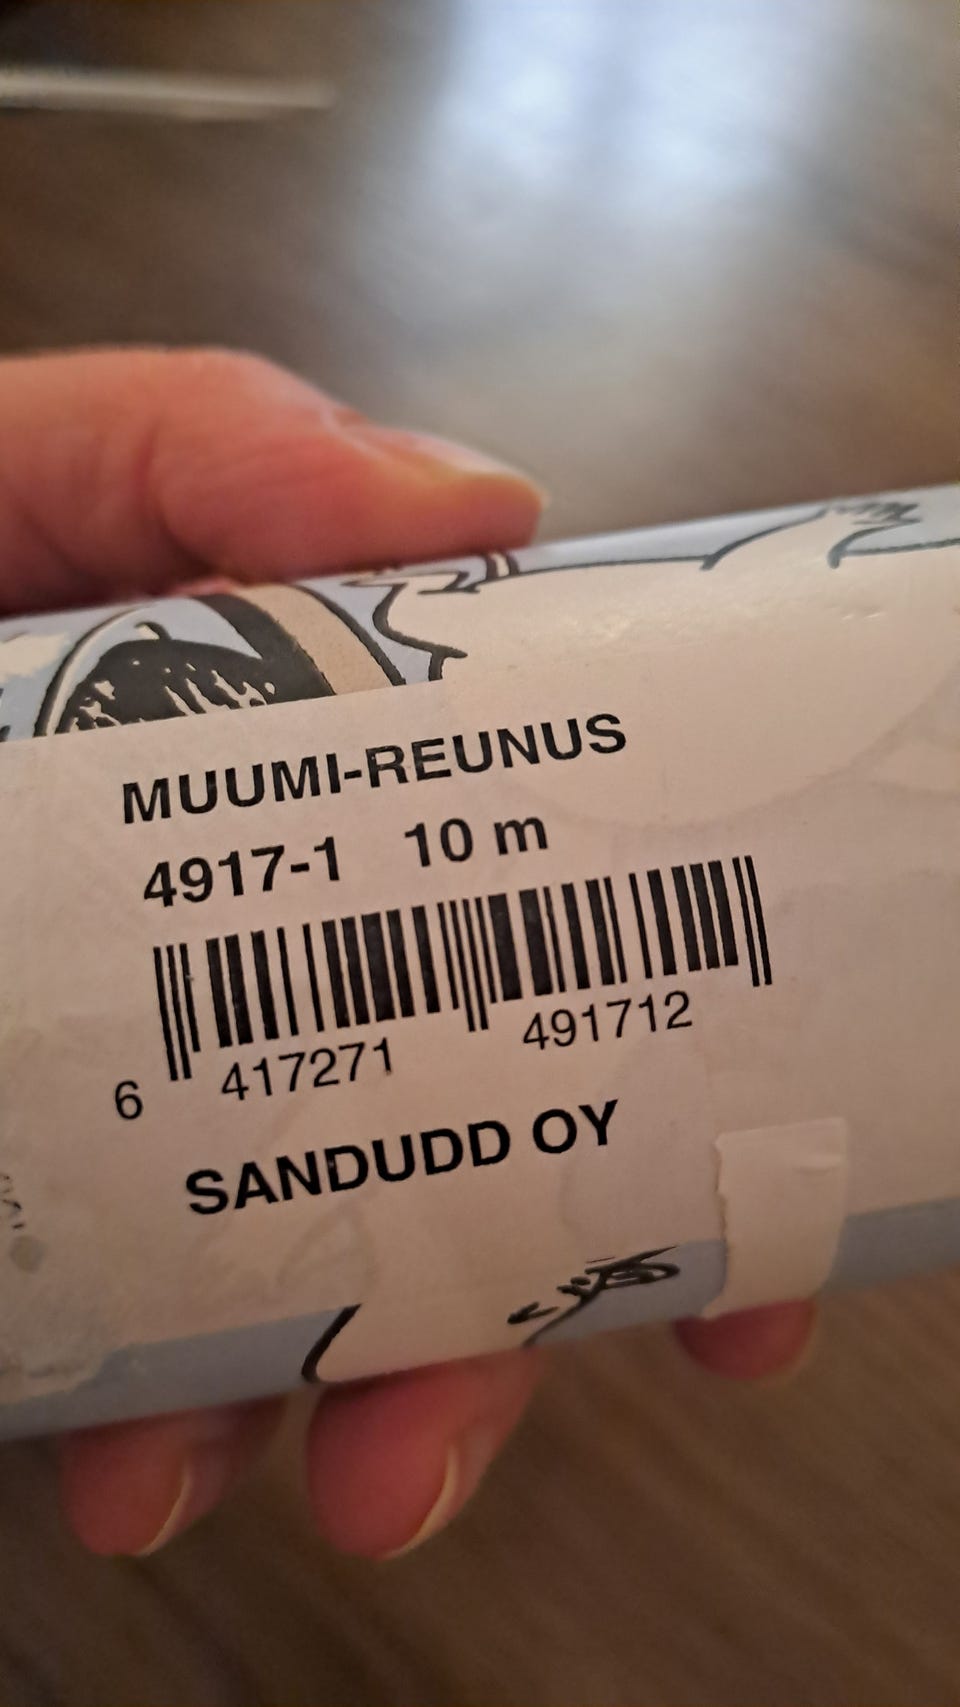 MUUMI-REUNUS
4917-1 10 m
6 417271 491712
SANDUDD OY